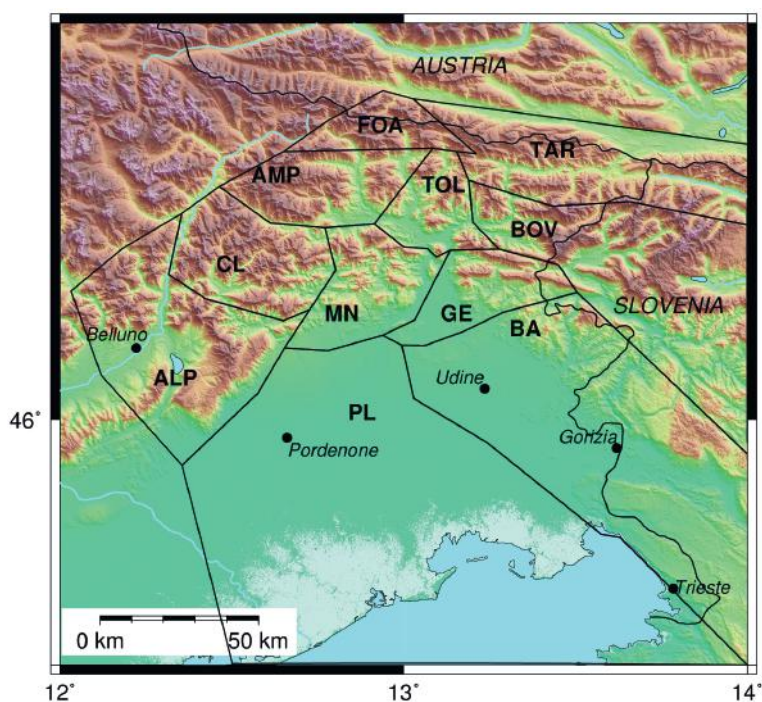 AUSTRIA
FOA
TAR
AMP
TOL
BOV
CL
SLOVENIA
MN
GE
BA
Belluno
ALP
Udine
46°
PL
Gorizia
Pordenone
Trieste
0 km 50 km
12° 13° 14°